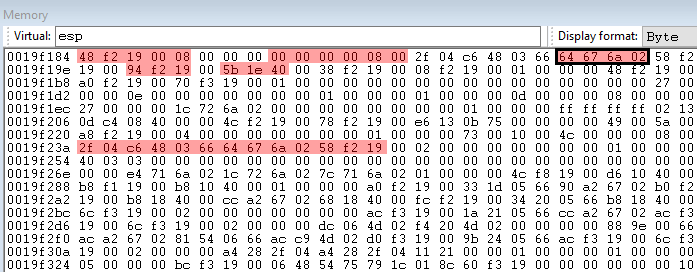 Memory
Virtual: esp Display format: Byte
0019f184 48 f2 19 00 08 00 00 00 00 00 00 00 08 00 2f 04 c6 48 03 66 64 67 6a 02 58 f2
0019f19e 19 00 94 f2 19 00 5b 1e 40 00 38 f2 19 00 08 f2 19 00 00 00 00 00 48 f2 19 00
0019f1b8 a0 f2 19 00 70 f3 19 00 01 00 00 00 00 00 00 00 00 00 00 00 00 00 00 00 27 00
0019f1d2 00 00 0e 00 00 00 00 00 00 00 01 00 00 00 01 00 00 00 0d 00 00 00 08 00 00 00
0019f1ec 27 00 00 00 1c 72 6a 02 00 00 00 00 00 00 00 00 01 00 00 00 ff ff ff ff 02 13
0019f206 0d c4 08 40 00 00 4c f2 19 00 78 f2 19 00 e6 13 0b 75 00 00 00 00 49 00 5a 00
0019f220 a8 f2 19 00 04 00 00 00 00 00 00 00 01 00 00 00 73 00 10 00 4c 00 00 00 08 00
0019f23a 2f 04 c6 48 03 66 64 67 6a 02 58 f2 19 00 02 00 00 00 01 00 00 00 00 00 00 00
0019f254 40 03 03 00 00 00 00 00 00 00 00 00 00 00 00 00 00 00 00 00 00 00 00 00 00 00
0019f26e 00 00 e4 71 6a 02 1c 72 6a 02 7c 71 6a 02 01 00 00 00 4c f8 19 00 d6 10 40 00
0019f288 b8 f1 19 00 b8 10 40 00 01 00 00 00 a0 f2 19 00 33 1d 05 66 90 a2 67 02 b0 f2
0019f2a2 19 00 b8 18 40 00 cc a2 67 02 68 18 40 00 fc f2 19 00 34 20 05 66 b8 18 40 00
0019f2bc 6c f3 19 00 02 00 00 00 00 00 00 00 ac f3 19 00 1a 21 05 66 cc a2 67 02 ac f3
0019f2d6 19 00 6c f3 19 00 02 00 00 00 dc 06 4d 02 f4 20 4d 02 00 00 00 00 88 9e 00 66
0019f2f0 ac a2 67 02 81 54 06 66 ac c9 4d 02 d0 f3 19 00 9b 24 05 66 ac f3 19 00 6c f3
0019f30a 19 00 02 00 00 00 a4 28 2f 04 a4 28 2f 04 11 21 00 00 01 00 00 00 00 00 00 00
0019f324 05 00 00 00 bc f3 19 00 06 48 54 75 79 1c 01 8c 60 f3 19 00 00 00 00 00 00 00